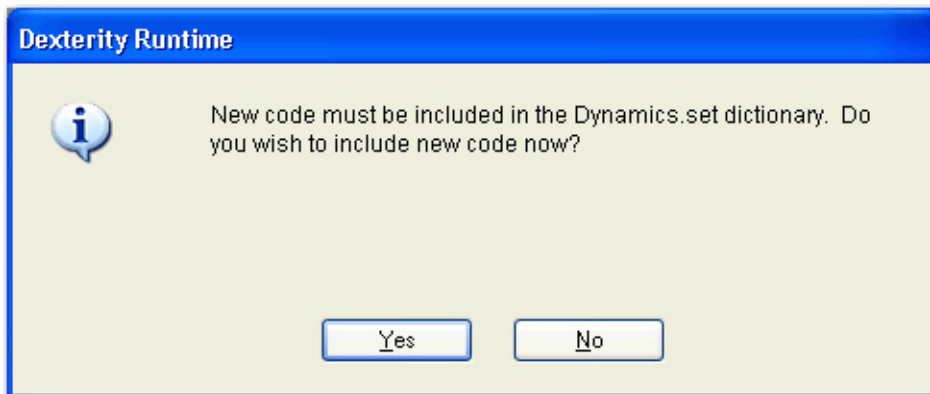 Dexterity Runtime
New code must be included in the Dynamics.set dictionary.  Do
you wish to include new code now?
Yes
No